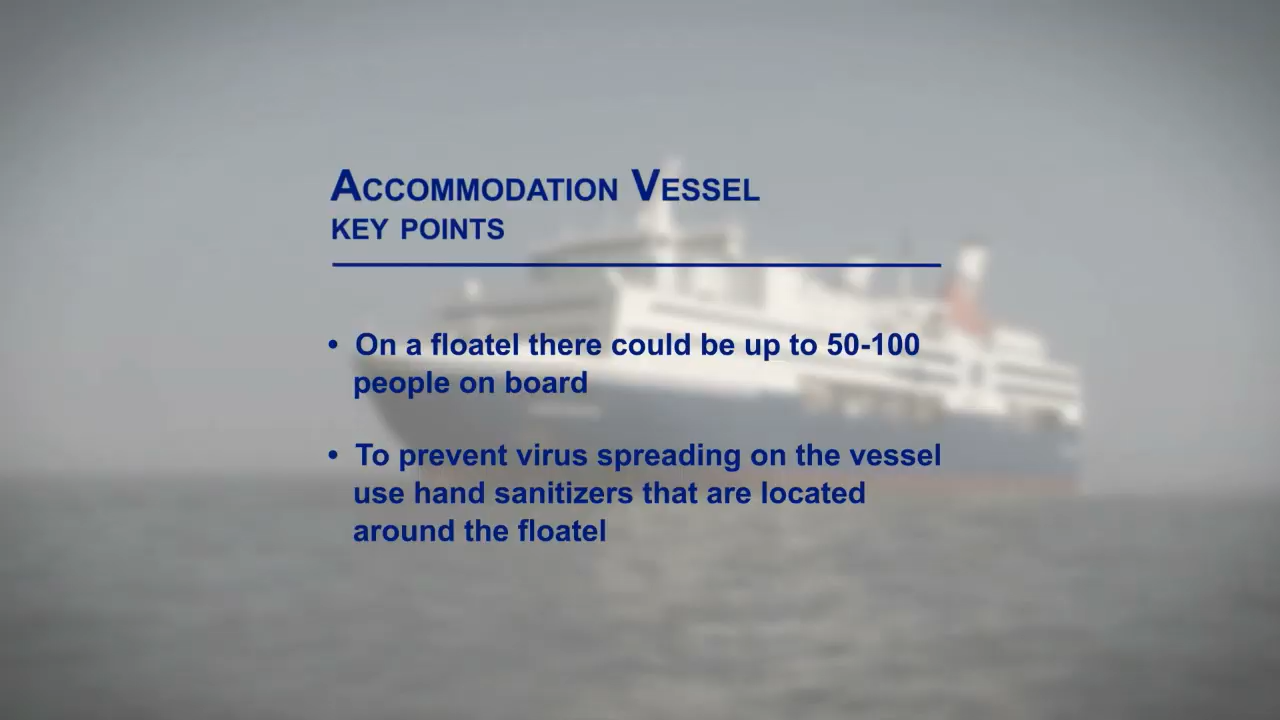 Accommodation Vessel
key points
• On a floatel there could be up to 50-100
people on board
• To prevent virus spreading on the vessel
use hand sanitizers that are located
around the floatel